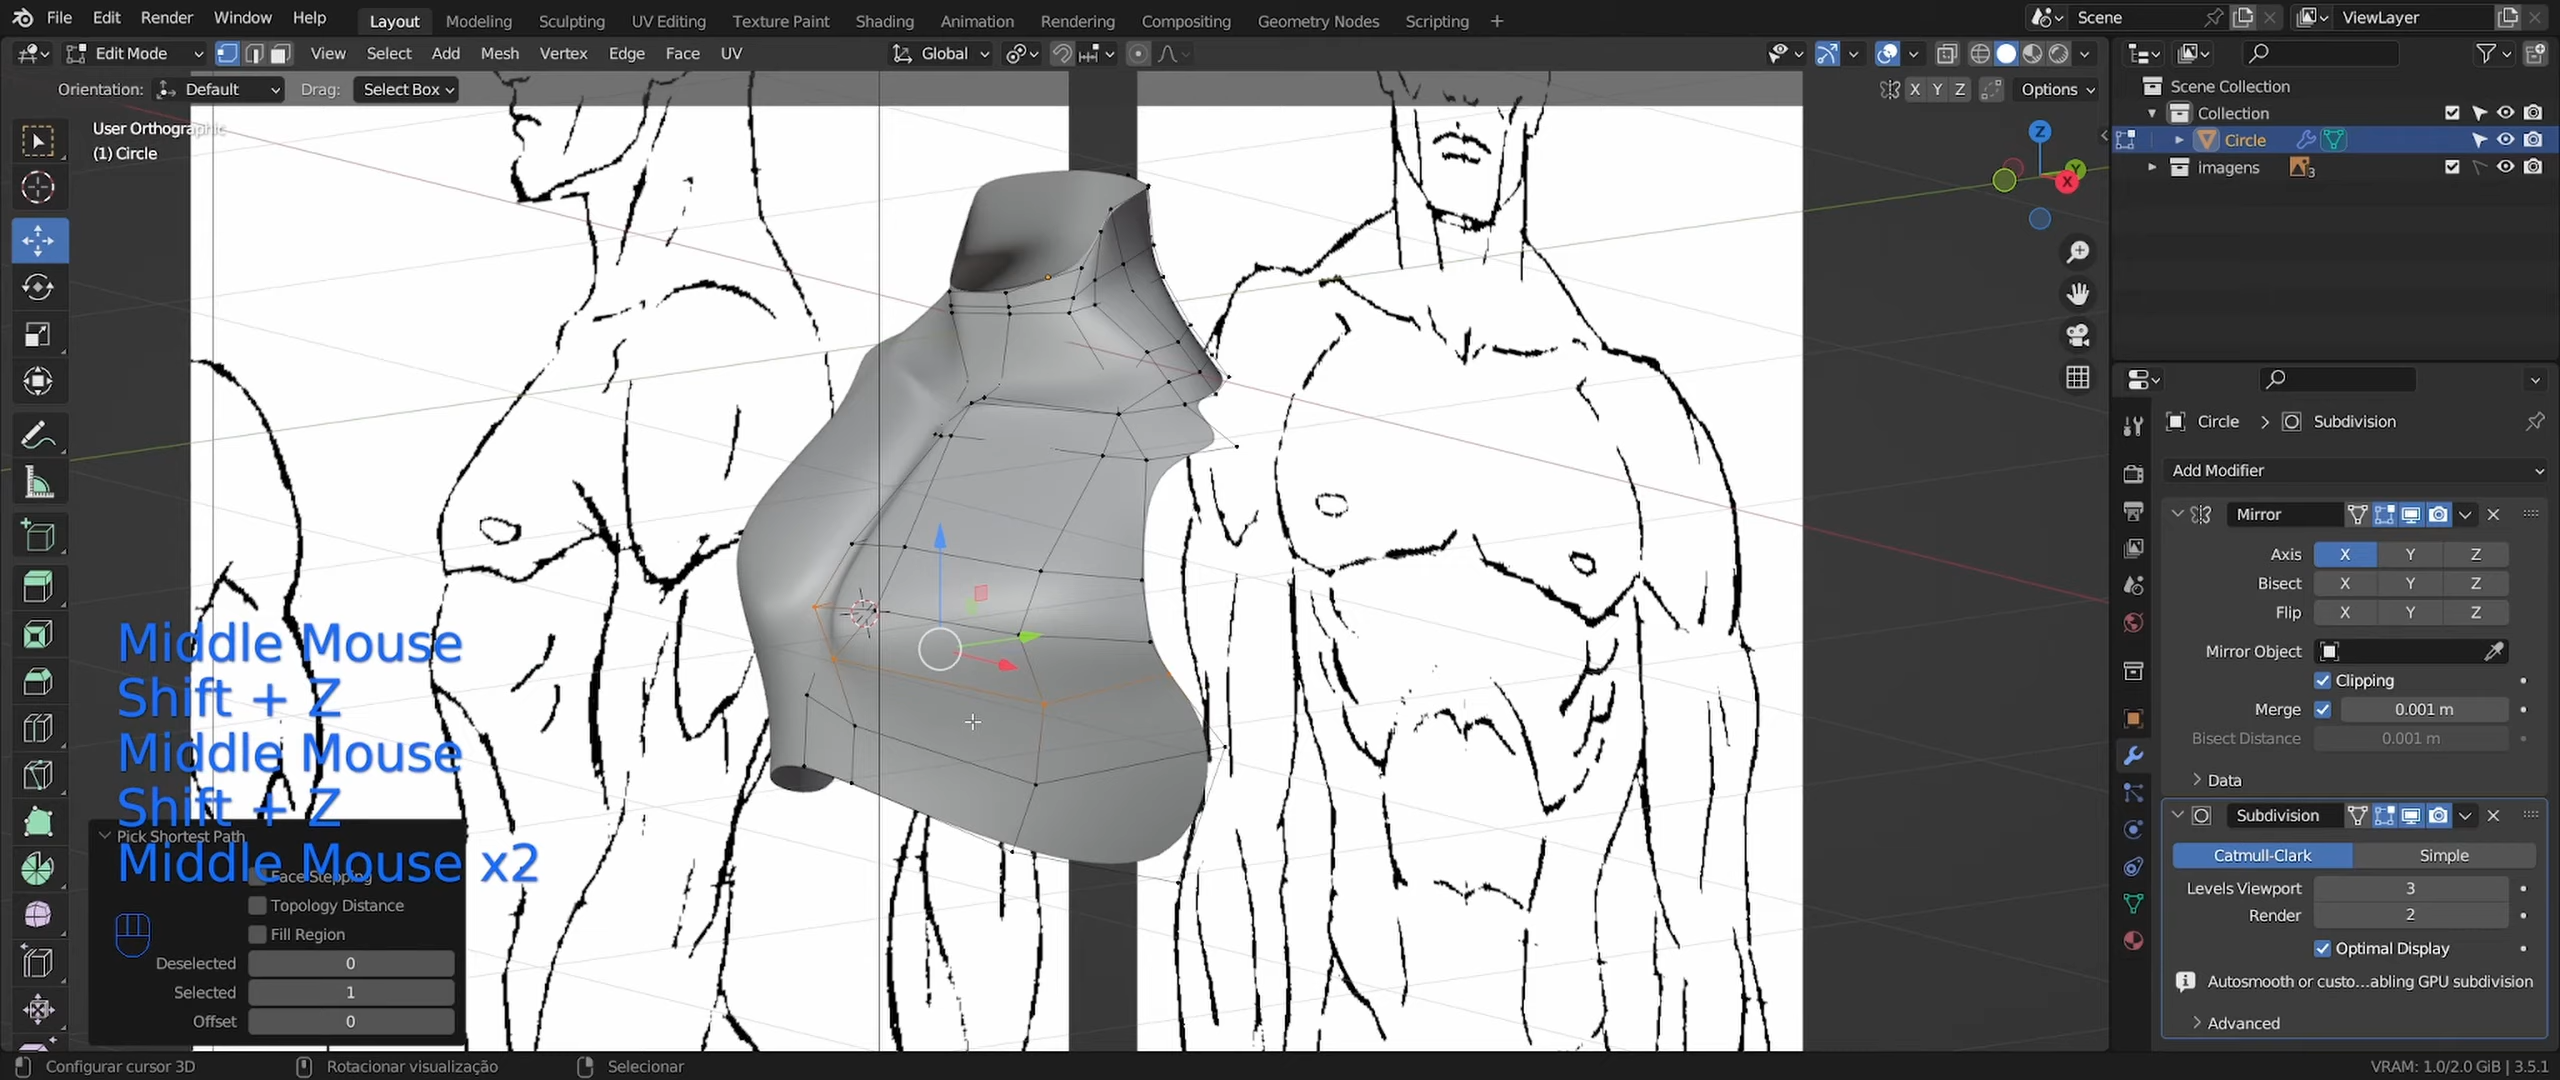 File Edit Render Window Help Layout Modeling Sculpting UV Editing Texture Paint Shading Animation Rendering Compositing Geometry Nodes Scripting + Scene ViewLayer
Edit Mode View Select Add Mesh Vertex Edge Face UV Global
Orientation: Default Drag: Select Box X Y Z Options
User Orthographic
(1) Circle
Z
Y
X
Scene Collection
Collection
Circle
imagens 3
Circle > Subdivision
Add Modifier
Mirror
Axis X Y Z
Bisect X Y Z
Flip X Y Z
Mirror Object
Clipping
Merge 0.001 m
Bisect Distance 0.001 m
Data
Subdivision
Catmull-Clark Simple
Levels Viewport 3
Render 2
Optimal Display
Autosmooth or custo...abling GPU subdivision
Advanced
Middle Mouse
Shift + Z
Middle Mouse
Shift + Z
Middle Mouse x2
Pick Shortest Path
Face Stepping
Topology Distance
Fill Region
Deselected 0
Selected 1
Offset 0
Configurar cursor 3D Rotacionar visualização Selecionar VRAM: 1.0/2.0 GiB | 3.5.1